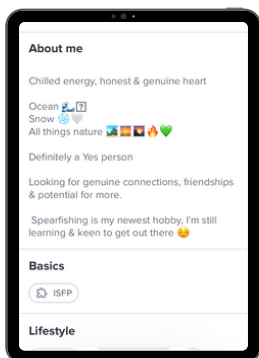 About me
Chilled energy, honest & genuine heart
Ocean 🌊?
Snow ❄️🤍
All things nature 🏞️🌅🌄🔥💚
Definitely a Yes person
Looking for genuine connections, friendships
& potential for more.
Spearfishing is my newest hobby, I'm still
learning & keen to get out there ☺️
Basics
ISFP
Lifestyle